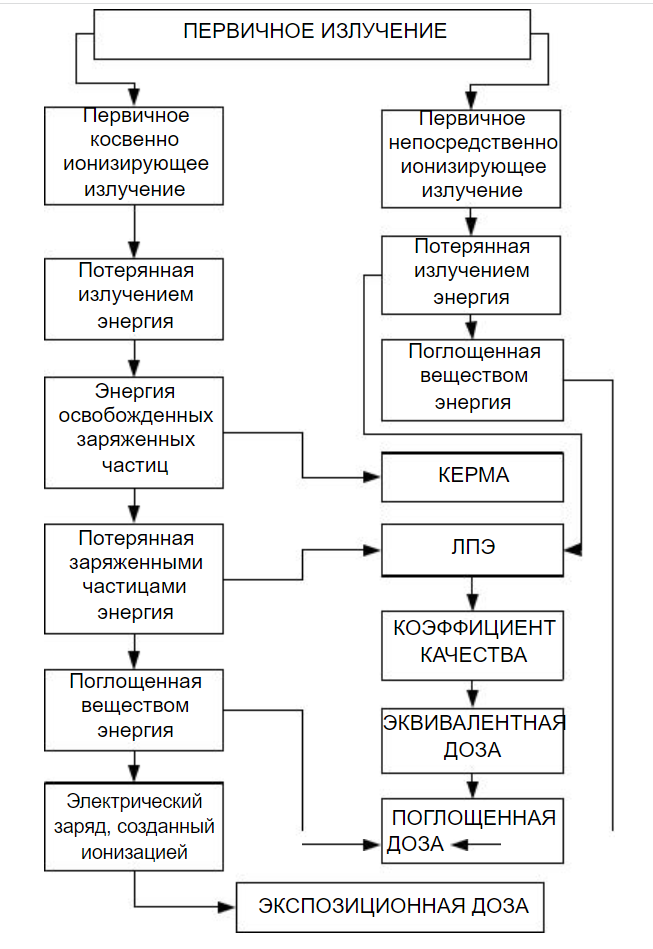 ПЕРВИЧНОЕ ИЗЛУЧЕНИЕ
Первичное
косвенно
ионизирующее
излучение
Первичное
непосредственно
ионизирующее
излучение
Потерянная
излучением
энергия
Потерянная
излучением
энергия
Поглощенная
веществом
энергия
Энергия
освобожденных
заряженных
частиц
КЕРМА
Потерянная
заряженными
частицами
энергия
ЛПЭ
КОЭФФИЦИЕНТ
КАЧЕСТВА
Поглощенная
веществом
энергия
ЭКВИВАЛЕНТНАЯ
ДОЗА
Электрический
заряд, созданный
ионизацией
ПОГЛОЩЕННАЯ
ДОЗА
ЭКСПОЗИЦИОННАЯ ДОЗА